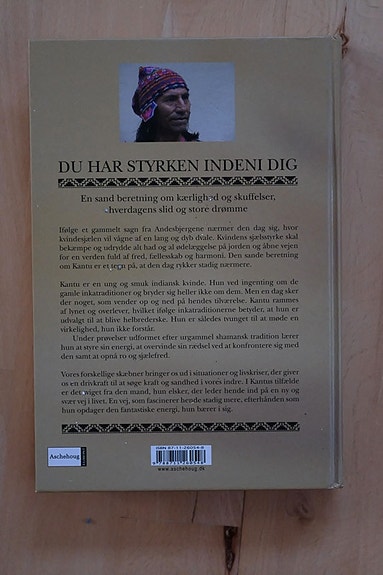 DU HAR STYRKEN INDENI DIG
En sand beretning om kærlighed og skuffelser,
hverdagens slid og store drømme
Ifølge et gammelt sagn fra Andesbjergene nærmer den dag sig, hvor
kvindesjælen vil vågne af en lang og dyb dvale. Kvindens sjælsstyrke skal
bekæmpe og udrydde alt had og al ødelæggelse på jorden og åbne vejen
for en verden fuld af fred, fællesskab og harmoni. Den sande beretning
om Kantu er et tegn på, at den dag rykker stadig nærmere.
Kantu er en ung og smuk indiansk kvinde. Hun ved ingenting om de
gamle inkatraditioner og bryder sig heller ikke om dem. Men en dag sker
der noget, som vender op og ned på hendes tilværelse. Kantu rammes
af lynet og overlever, hvilket ifølge inkatraditionerne betyder, at hun er
udvalgt til at blive helbrederske. Hun er således tvunget til at møde en
virkelighed, hun ikke forstår.
Under prøvelser udformet efter urgammel shamansk tradition lærer
hun at styre sin energi, at overvinde sin rædsel ved at konfrontere sig med
den samt at opnå ro og sjælefred.
Vores forskellige skæbner bringer os ud i situationer og livskriser, der giver
os en drivkraft til at søge kraft og sandhed i vores indre. I Kantus tilfælde
er det svigt fra den mand, hun elsker, der leder hende ind på en ny og
svær vej i livet. En vej, som fascinerer hende stadig mere, efterhånden som
hun opdager den fantastiske energi, hun bærer i sig.
Aschehoug
ISBN 87-11-26054-8
www.aschehoug.dk